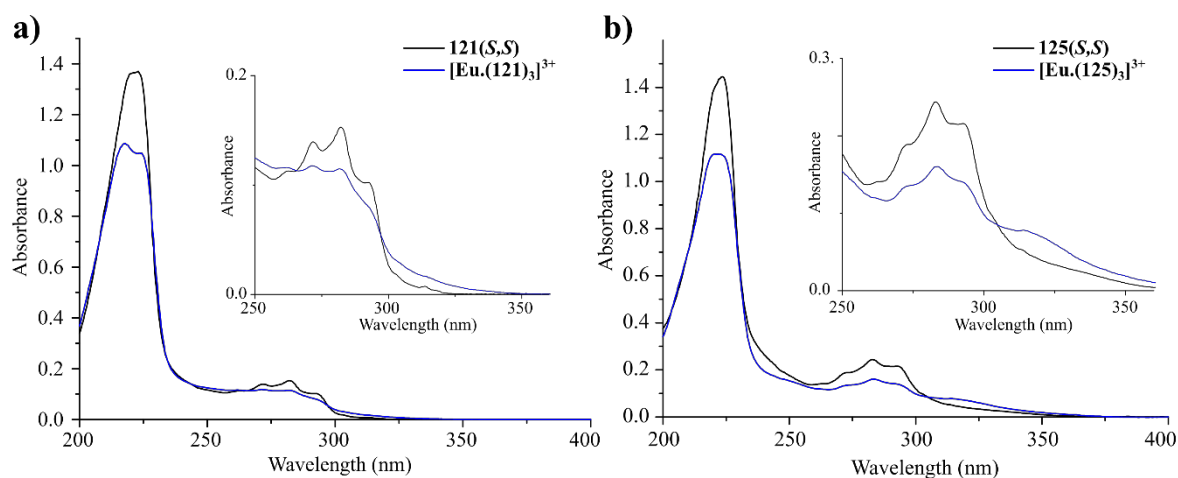 a)
121(S,S)
[Eu.(121)3]3+
1.4
1.2
1.0
0.8
0.6
0.4
0.2
0.0
Absorbance
200
250
300
350
400
Wavelength (nm)
0.2
0.0
Absorbance
250
300
350
Wavelength (nm)
b)
125(S,S)
[Eu.(125)3]3+
1.4
1.2
1.0
0.8
0.6
0.4
0.2
0.0
Absorbance
200
250
300
350
400
Wavelength (nm)
0.3.
0.0
Absorbance
250
300
350
Wavelength (nm)